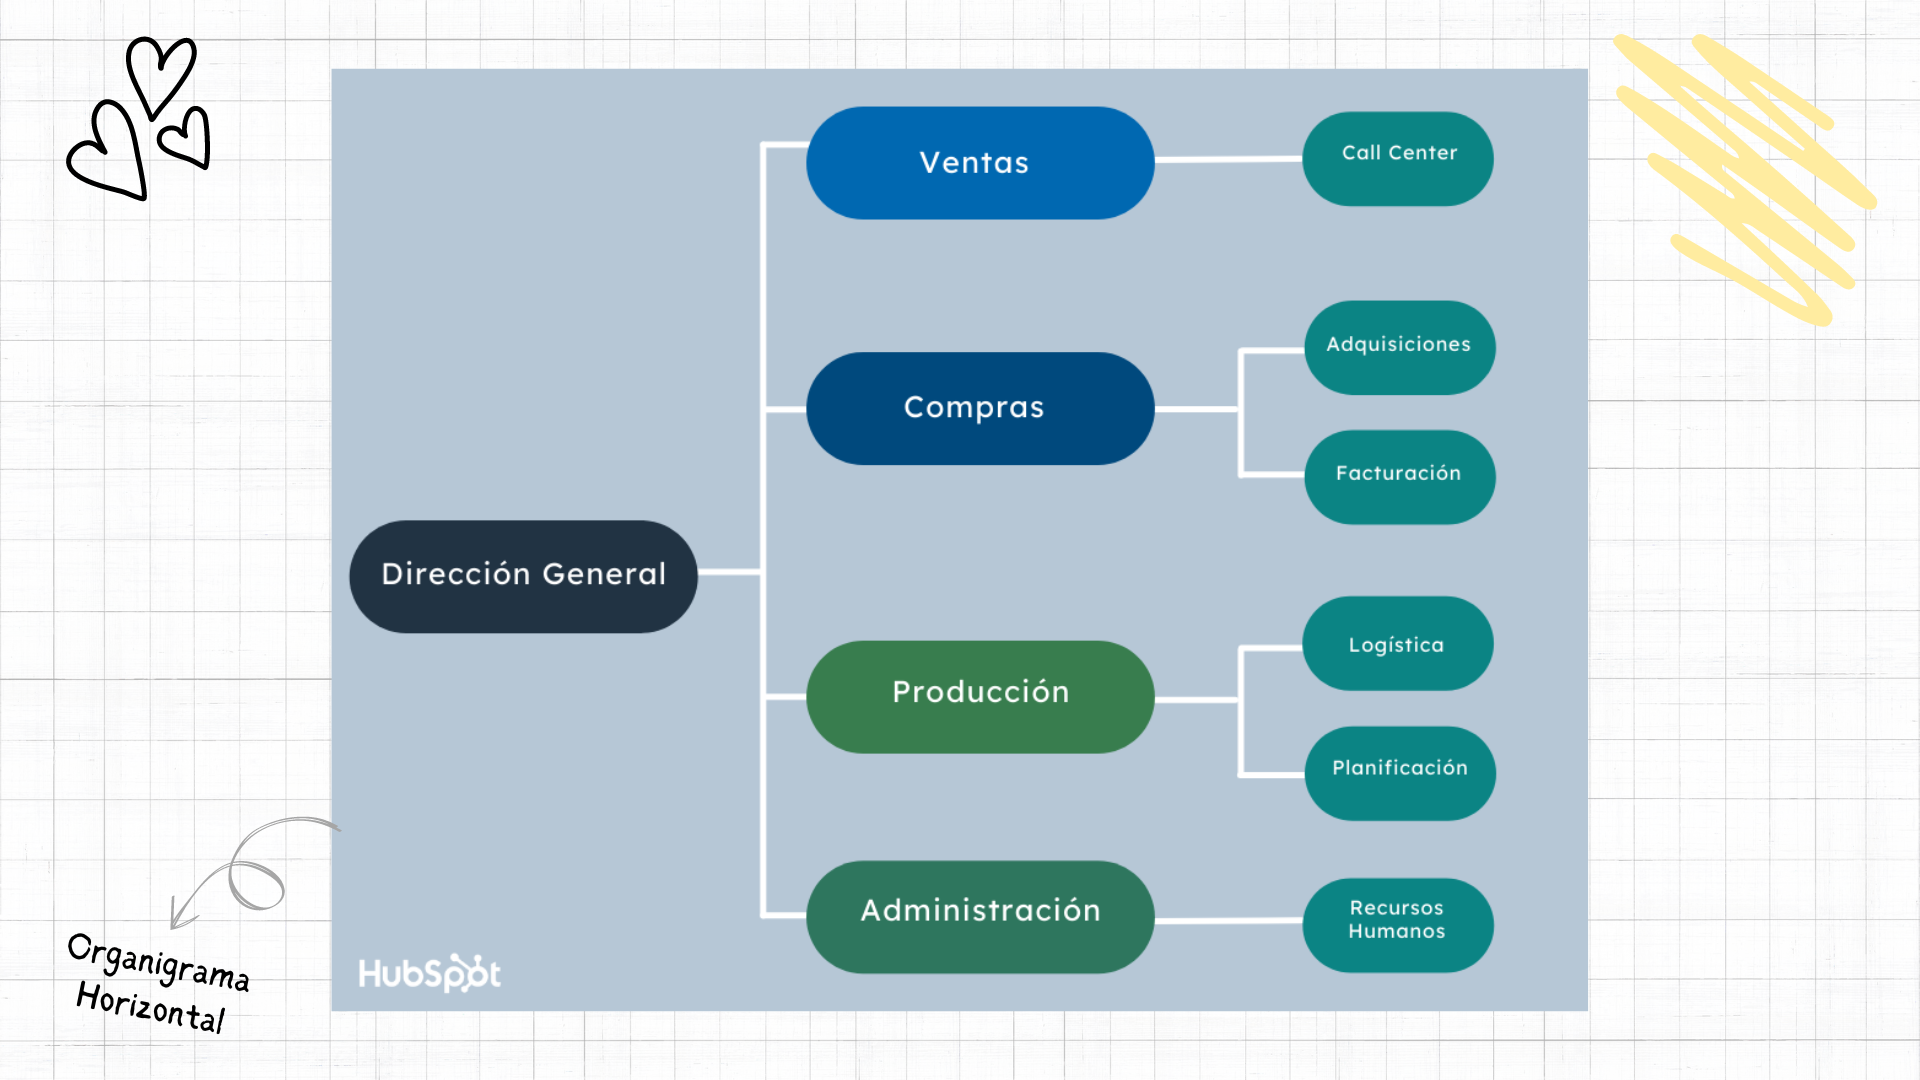 Ventas
Call Center
Adquisiciones
Compras
Facturación
Dirección General
Logística
Producción
Planificación
Administración
Recursos
Humanos
HubSpot
Organigrama
Horizontal